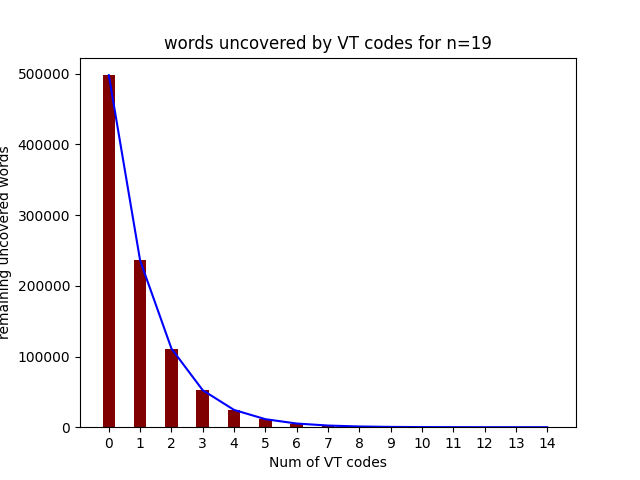 words uncovered by VT codes for n=19
remaining uncovered words
500000
400000
300000
200000
100000
0
0 1 2 3 4 5 6 7 8 9 10 11 12 13 14
Num of VT codes